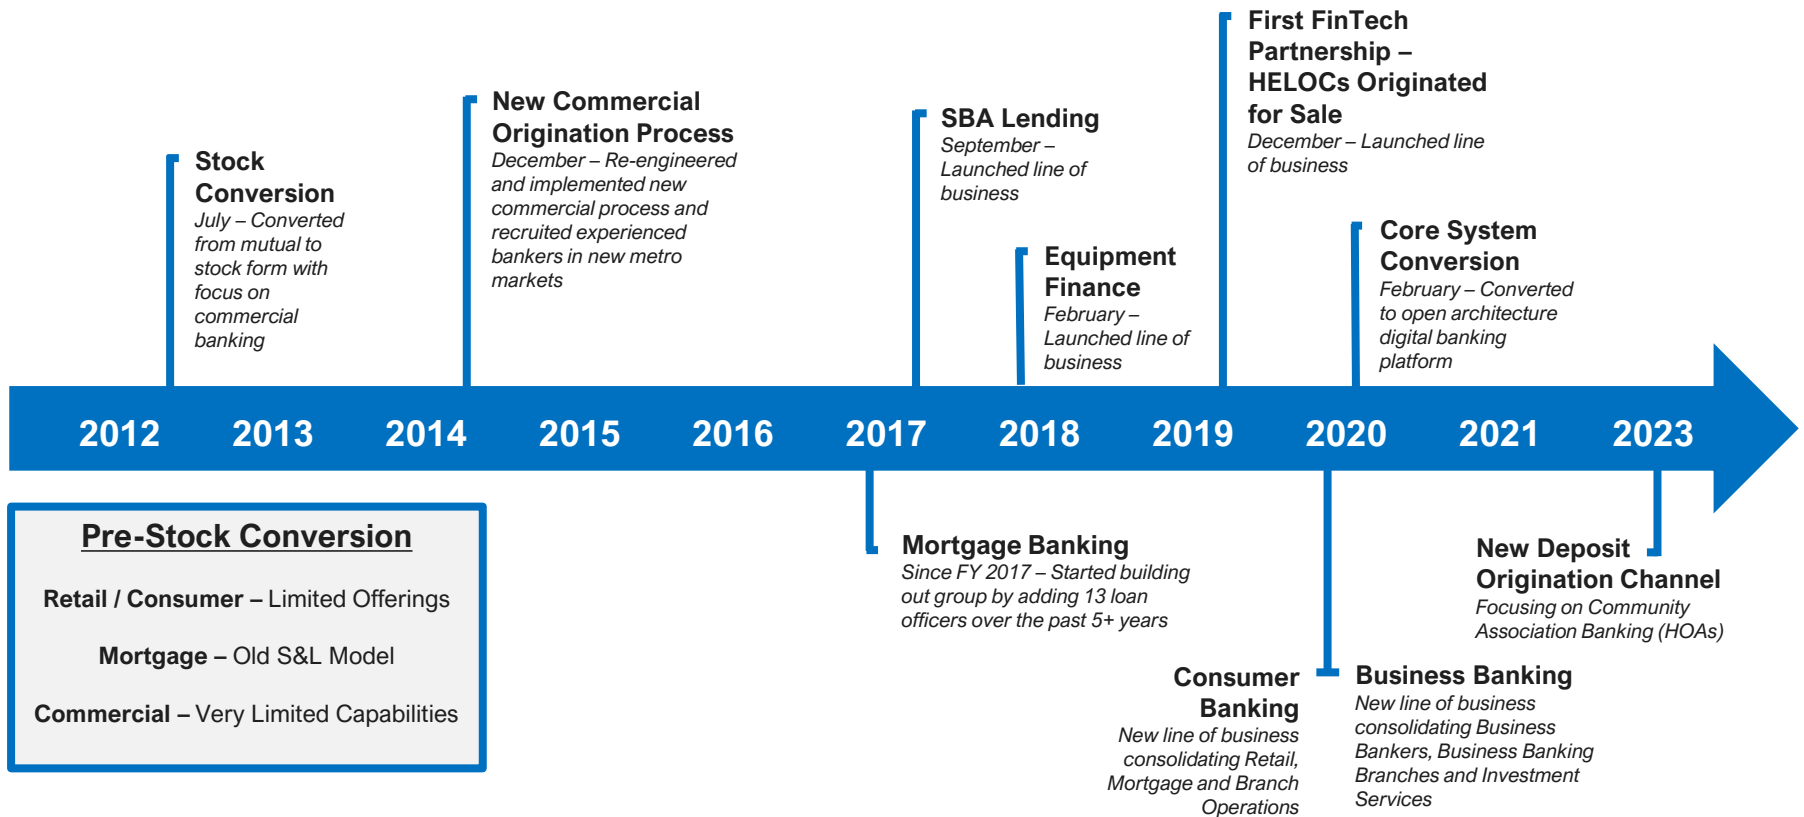 First FinTech
Partnership –
HELOCs Originated
for Sale
December – Launched line
of business
New Commercial
Origination Process
December – Re-engineered
and implemented new
commercial process and
recruited experienced
bankers in new metro
markets
SBA Lending
September –
Launched line of
business
Stock
Conversion
July – Converted
from mutual to
stock form with
focus on
commercial
banking
Equipment
Finance
February –
Launched line of
business
Core System
Conversion
February – Converted
to open architecture
digital banking
platform
2012 2013 2014 2015 2016 2017 2018 2019 2020 2021 2023
Pre-Stock Conversion
Retail / Consumer – Limited Offerings
Mortgage – Old S&L Model
Commercial – Very Limited Capabilities
Mortgage Banking
Since FY 2017 – Started building
out group by adding 13 loan
officers over the past 5+ years
New Deposit
Origination Channel
Focusing on Community
Association Banking (HOAs)
Consumer
Banking
New line of business
consolidating Retail,
Mortgage and Branch
Operations
Business Banking
New line of business
consolidating Business
Bankers, Business Banking
Branches and Investment
Services